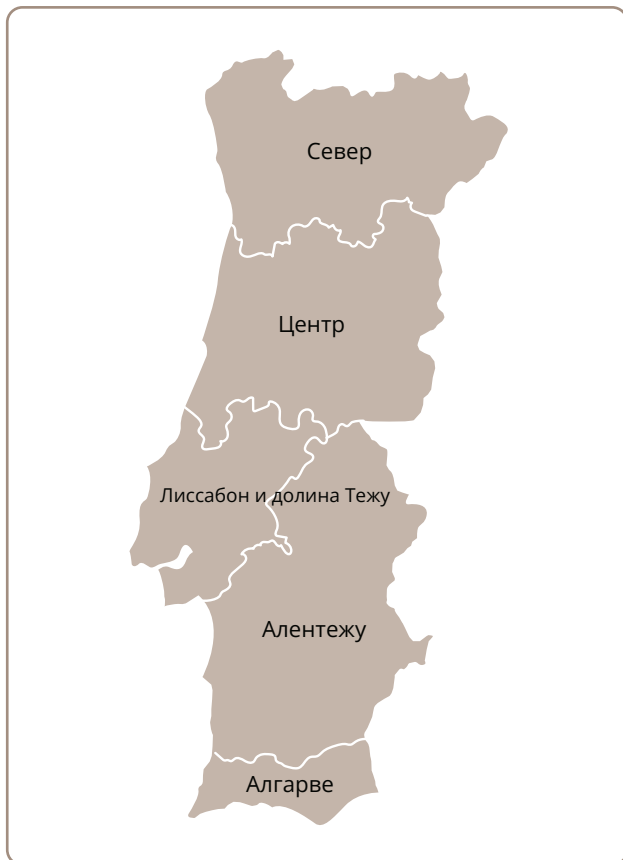 Север
Центр
Лиссабон и долина Тежу
Алентежу
Алгарве